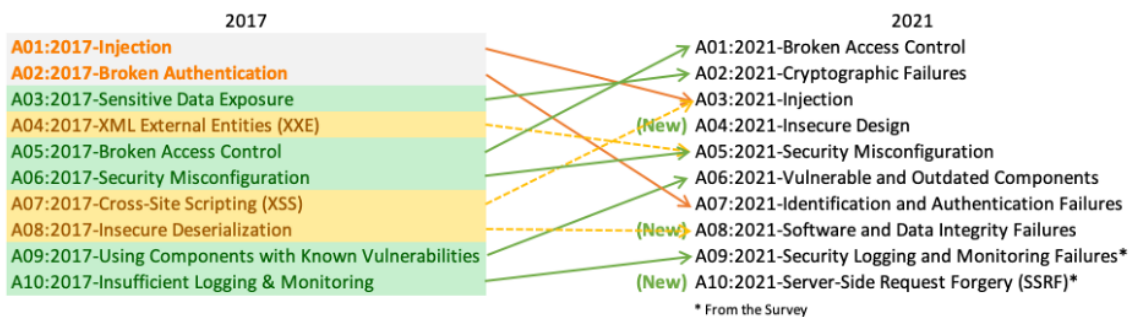 2017 2021
A01:2017-Injection A01:2021-Broken Access Control
A02:2017-Broken Authentication A02:2021-Cryptographic Failures
A03:2017-Sensitive Data Exposure A03:2021-Injection
A04:2017-XML External Entities (XXE) (New) A04:2021-Insecure Design
A05:2017-Broken Access Control A05:2021-Security Misconfiguration
A06:2017-Security Misconfiguration A06:2021-Vulnerable and Outdated Components
A07:2017-Cross-Site Scripting (XSS) A07:2021-Identification and Authentication Failures
A08:2017-Insecure Deserialization (New) A08:2021-Software and Data Integrity Failures
A09:2017-Using Components with Known Vulnerabilities A09:2021-Security Logging and Monitoring Failures*
A10:2017-Insufficient Logging & Monitoring (New) A10:2021-Server-Side Request Forgery (SSRF)*
* From the Survey